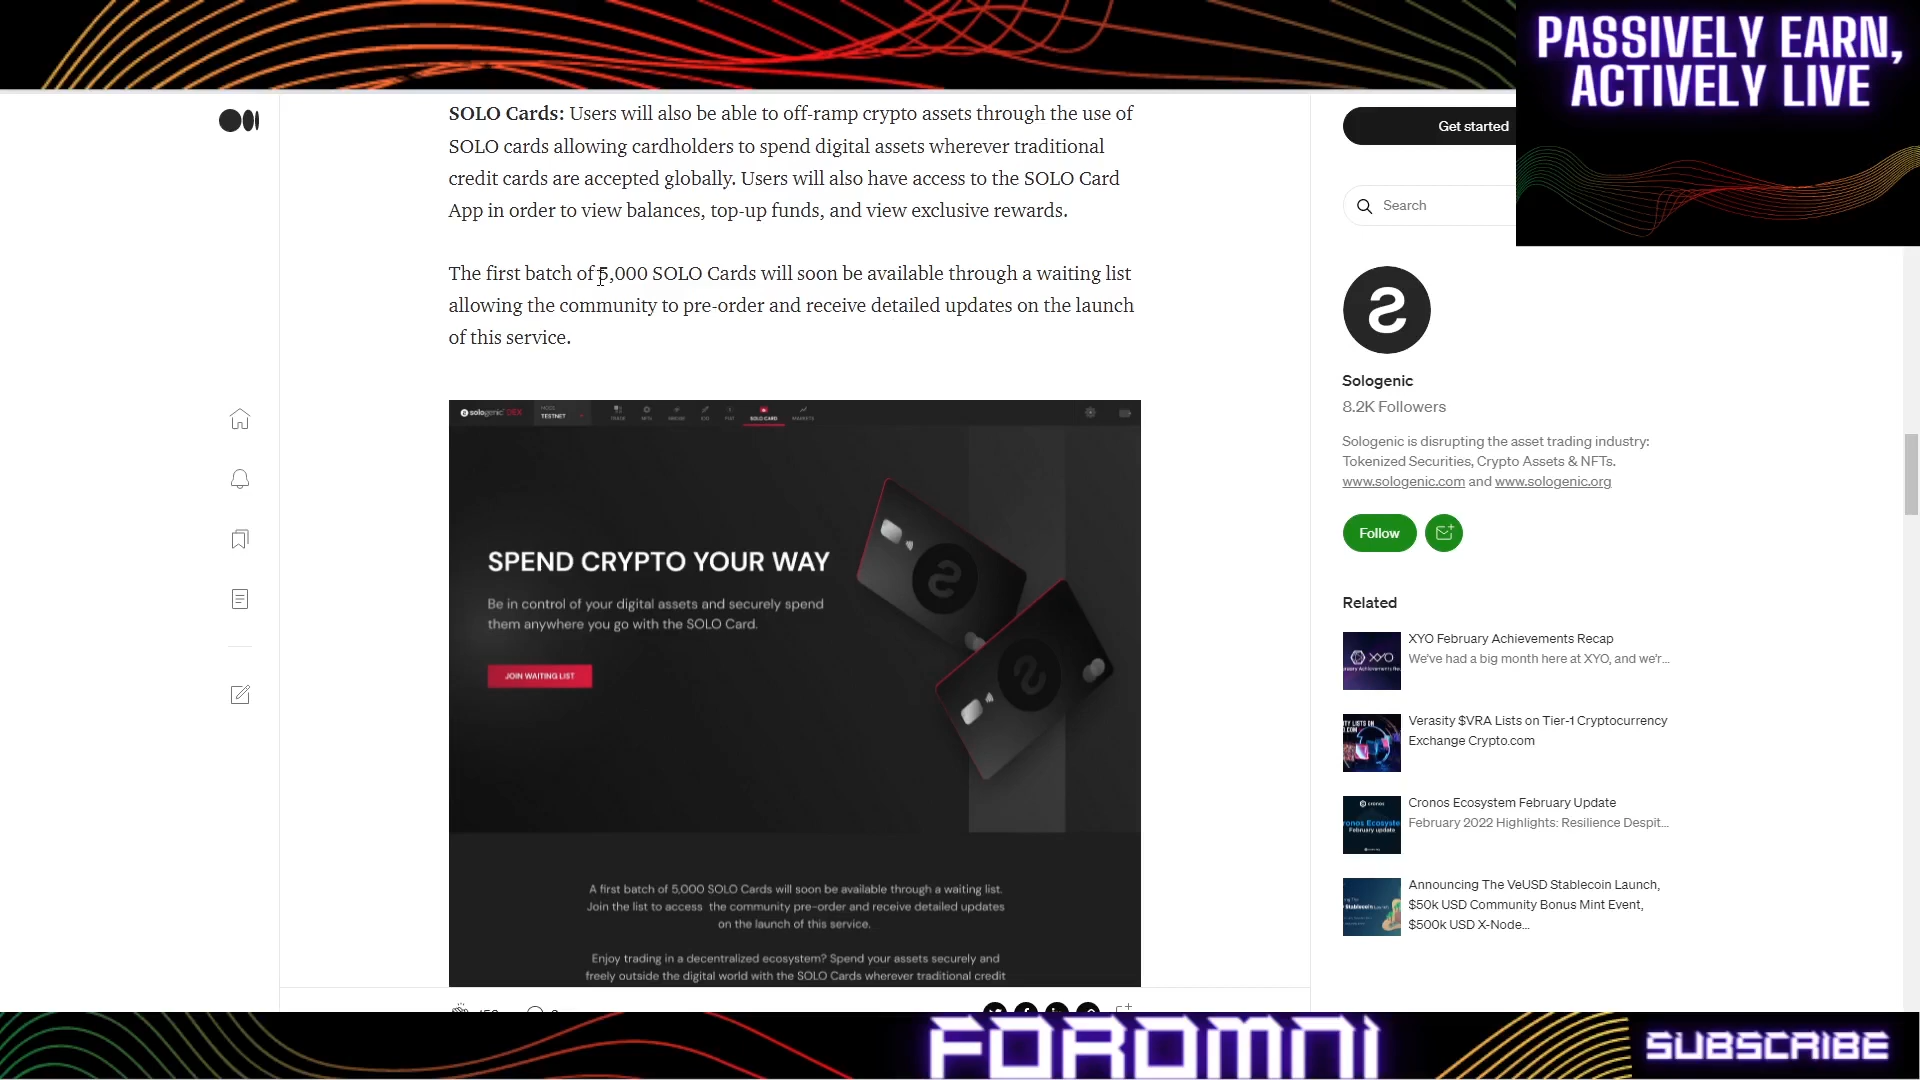 PASSIVELY EARN,
ACTIVELY LIVE
SOLO Cards: Users will also be able to off-ramp crypto assets through the use of
SOLO cards allowing cardholders to spend digital assets wherever traditional
credit cards are accepted globally. Users will also have access to the SOLO Card
App in order to view balances, top-up funds, and view exclusive rewards.
The first batch of 5,000 SOLO Cards will soon be available through a waiting list
allowing the community to pre-order and receive detailed updates on the launch
of this service.
sologenic DEX
MODE
TESTNET
TRADE
SOLO CARD
MARKETS
SPEND CRYPTO YOUR WAY
Be in control of your digital assets and securely spend
them anywhere you go with the SOLO Card.
JOIN WAITING LIST
A first batch of 5,000 SOLO Cards will soon be available through a waiting list.
Join the list to access the community pre-order and receive detailed updates
on the launch of this service.
Enjoy trading in a decentralized ecosystem? Spend your assets securely and
freely outside the digital world with the SOLO Cards wherever traditional credit
Get started
Search
Sologenic
8.2K Followers
Sologenic is disrupting the asset trading industry:
Tokenized Securities, Crypto Assets & NFTs.
www.sologenic.com and www.sologenic.org
Follow
Related
XYO
XYO February Achievements Recap
We've had a big month here at XYO, and we'r...
Verasity $VRA Lists on Tier-1 Cryptocurrency
Exchange Crypto.com
cronos
February update
Cronos Ecosystem February Update
February 2022 Highlights: Resilience Despit...
Announcing The VeUSD Stablecoin Launch,
$50k USD Community Bonus Mint Event,
$500k USD X-Node...
FOROMNI
SUBSCRIBE